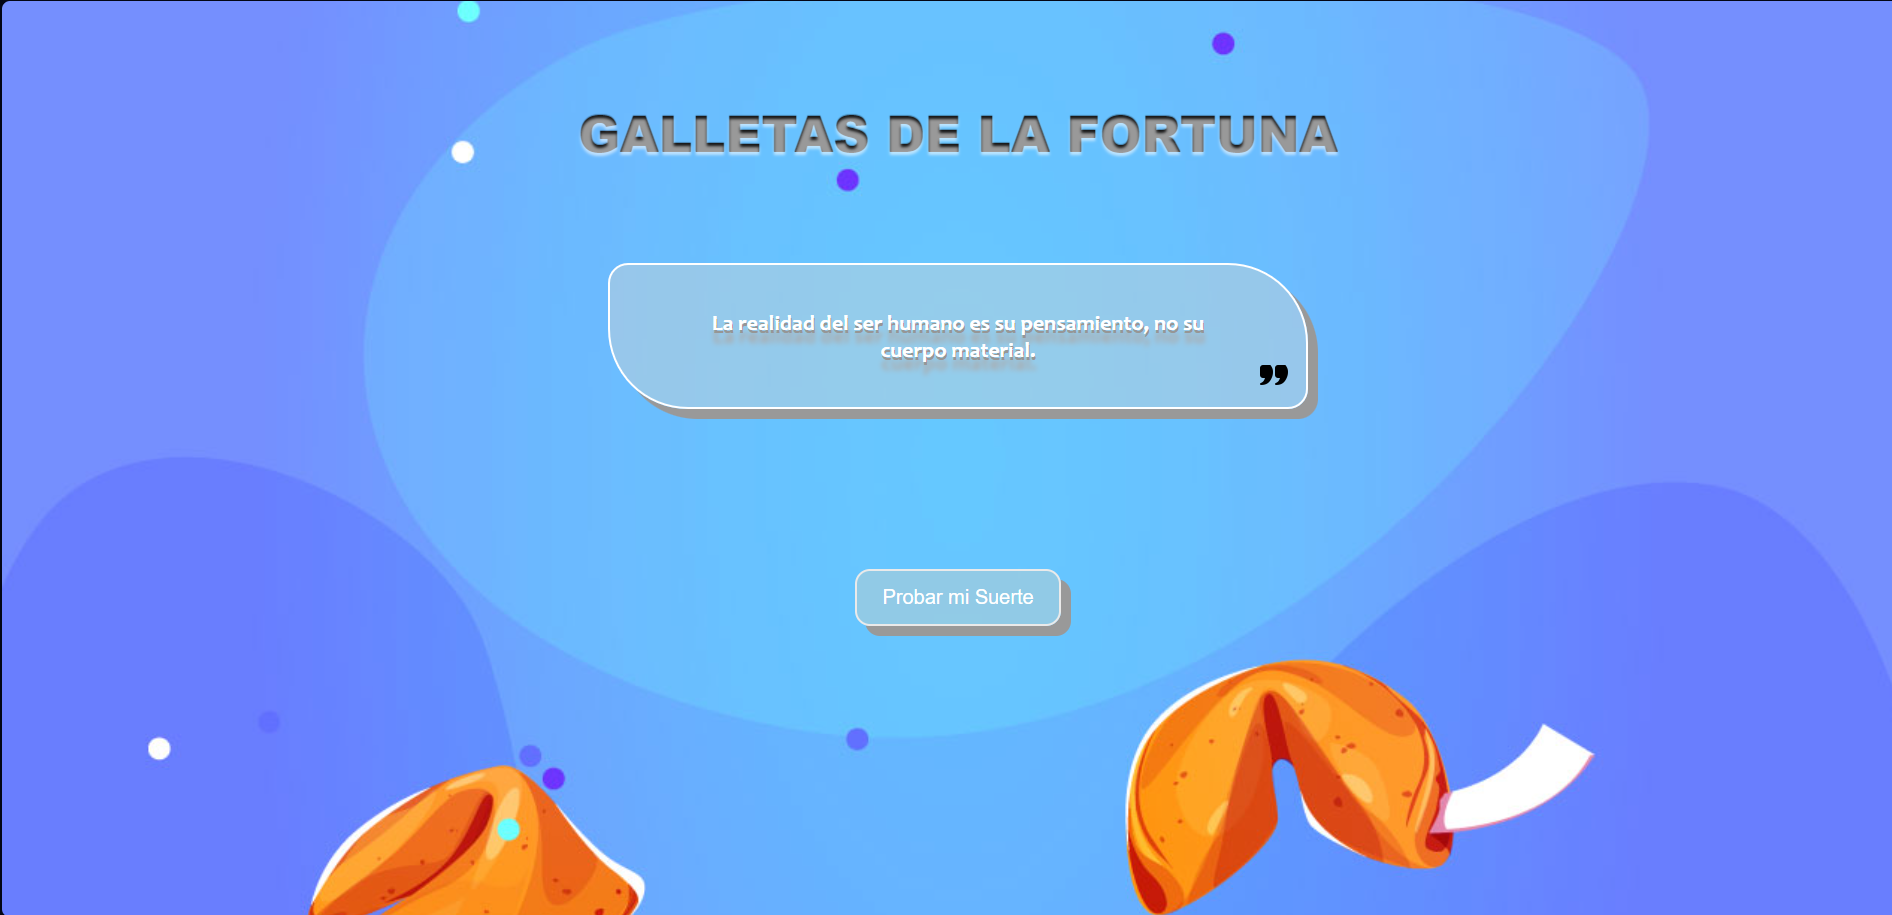 GALLETAS DE LA FORTUNA
La realidad del ser humano es su pensamiento, no su
cuerpo material.
”
Probar mi Suerte